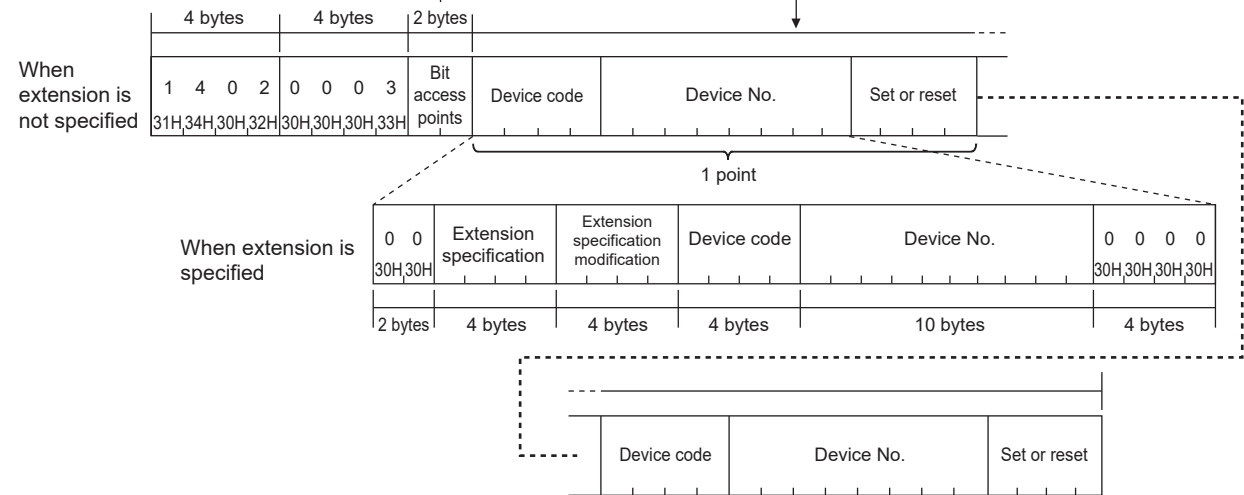 4 bytes 4 bytes 2 bytes
When
extension is
not specified
1 4 0 2 0 0 0 3
31H 34H 30H 32H 30H 30H 30H 33H
Bit
access
points
Device code
Device No.
Set or reset
1 point
When extension is
specified
0 0
30H 30H
Extension
specification
Extension
specification
modification
Device code
Device No.
0 0 0 0
30H 30H 30H 30H
2 bytes 4 bytes 4 bytes 4 bytes 10 bytes 4 bytes
Device code Device No. Set or reset